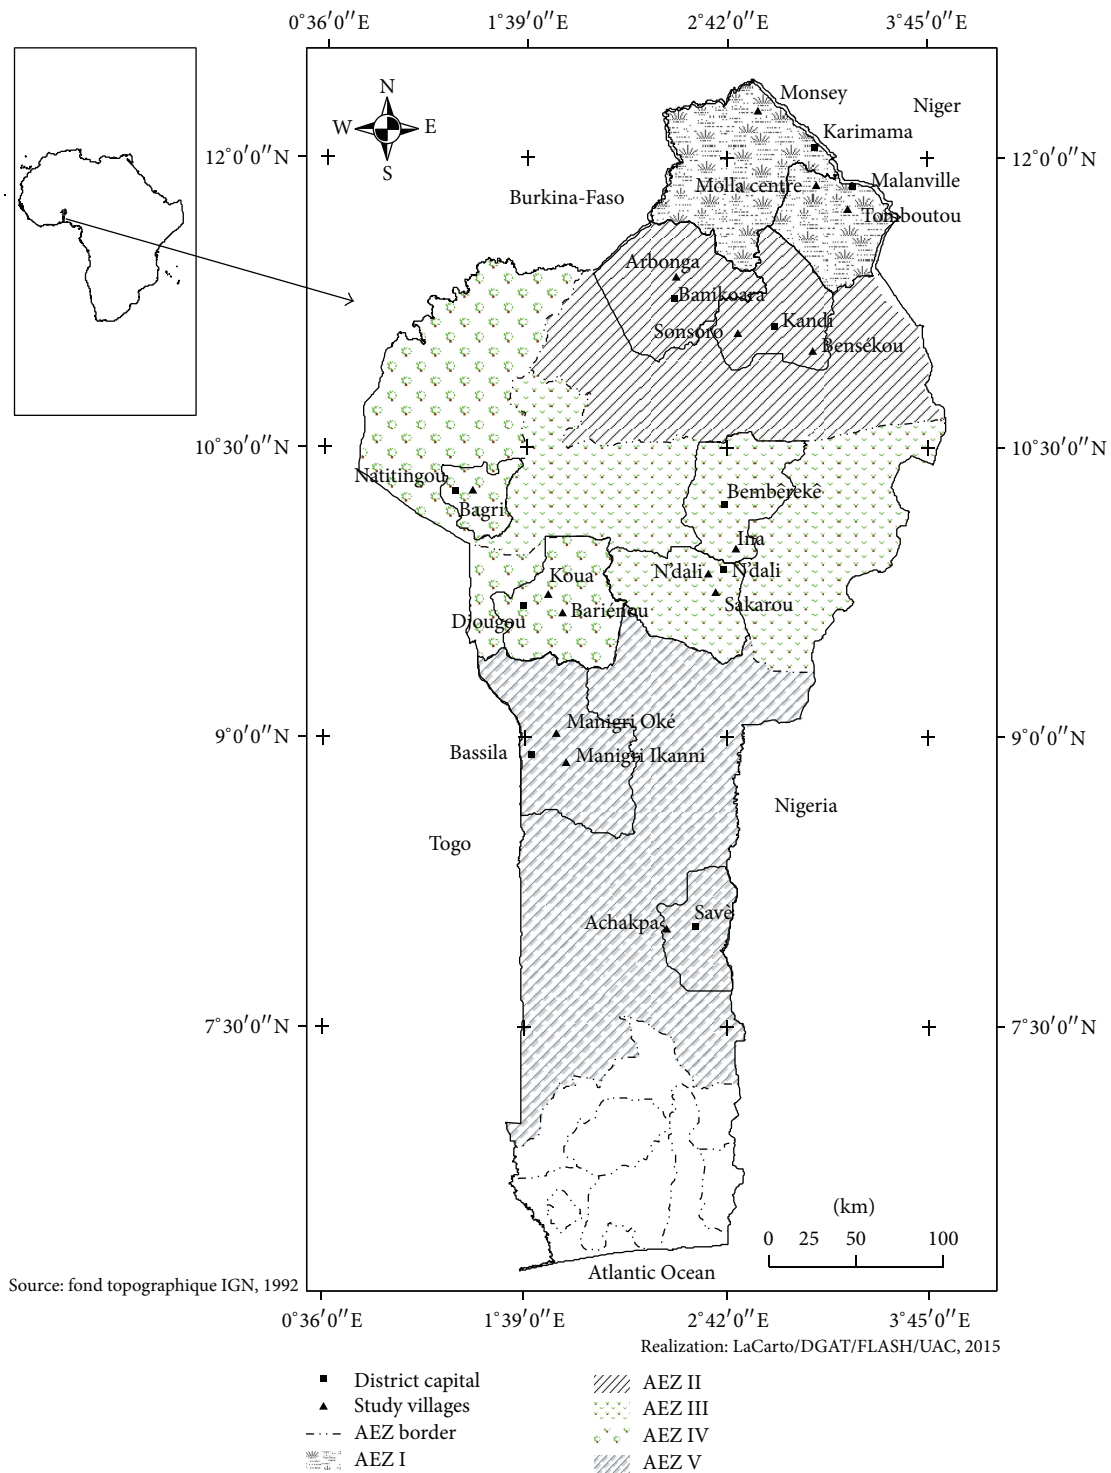 0°36′0″E 1°39′0″E 2°42′0″E 3°45′0″E
N
W E
S
Monsey
Niger
Karimama
12°0′0″N 12°0′0″N
Burkina-Faso
Molla centre
Malanville
Tomboutou
Arbonga
Banikoara
Sonsoro
Kandi
Bensékou
10°30′0″N 10°30′0″N
Natitingou
Bagri
Bembèrekê
Ina
Koua
N'dali N'dali
Djougou
Bariénou
Sakarou
Manigri Oké
9°0′0″N 9°0′0″N
Bassila
Manigri Ikanni
Nigeria
Togo
Savè
Achakpa
7°30′0″N 7°30′0″N
(km)
0 25 50 100
Atlantic Ocean
Source: fond topographique IGN, 1992
0°36′0″E 1°39′0″E 2°42′0″E 3°45′0″E
Realization: LaCarto/DGAT/FLASH/UAC, 2015
District capital
Study villages
AEZ border
AEZ I
AEZ II
AEZ III
AEZ IV
AEZ V